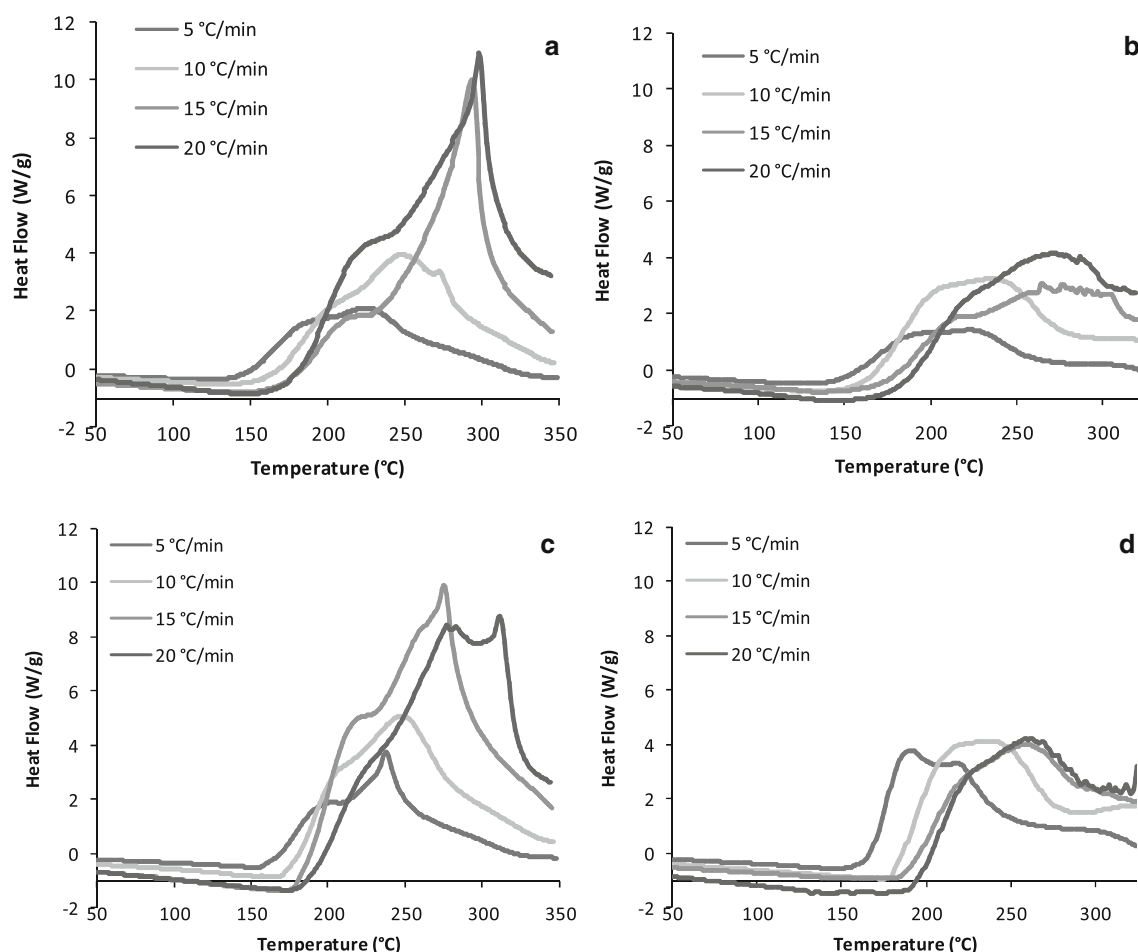 a
5 °C/min
10 °C/min
15 °C/min
20 °C/min
12
10
8
6
4
2
0
-2
50 100 150 200 250 300 350
Heat Flow (W/g)
Temperature (°C)
b
5 °C/min
10 °C/min
15 °C/min
20 °C/min
12
10
8
6
4
2
0
-2
50 100 150 200 250 300
Heat Flow (W/g)
Temperature (°C)
c
5 °C/min
10 °C/min
15 °C/min
20 °C/min
12
10
8
6
4
2
0
-2
50 100 150 200 250 300 350
Heat Flow (W/g)
Temperature (°C)
d
5 °C/min
10 °C/min
15 °C/min
20 °C/min
12
10
8
6
4
2
0
-2
50 100 150 200 250 300
Heat Flow (W/g)
Temperature (°C)